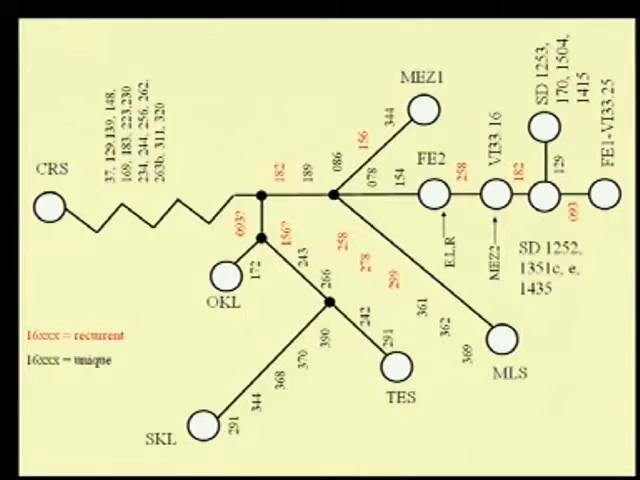 MEZ1
CRS
37, 129,139, 148,
169, 183, 223,230
234, 244, 256, 262,
263b, 311, 320
182
189
086
156
344
078
154
FE2
258
VI33.16
182
SD 1253,
170, 1504,
1415
129
FE1-VI33.25
093
093?
156?
172
243
266
258
278
299
361
362
369
E,L,R
MEZ2
SD 1252,
1351c, e,
1435
OKL
242
291
390
370
368
344
291
16xxx = recurrent
16xxx = unique
MLS
TES
SKL